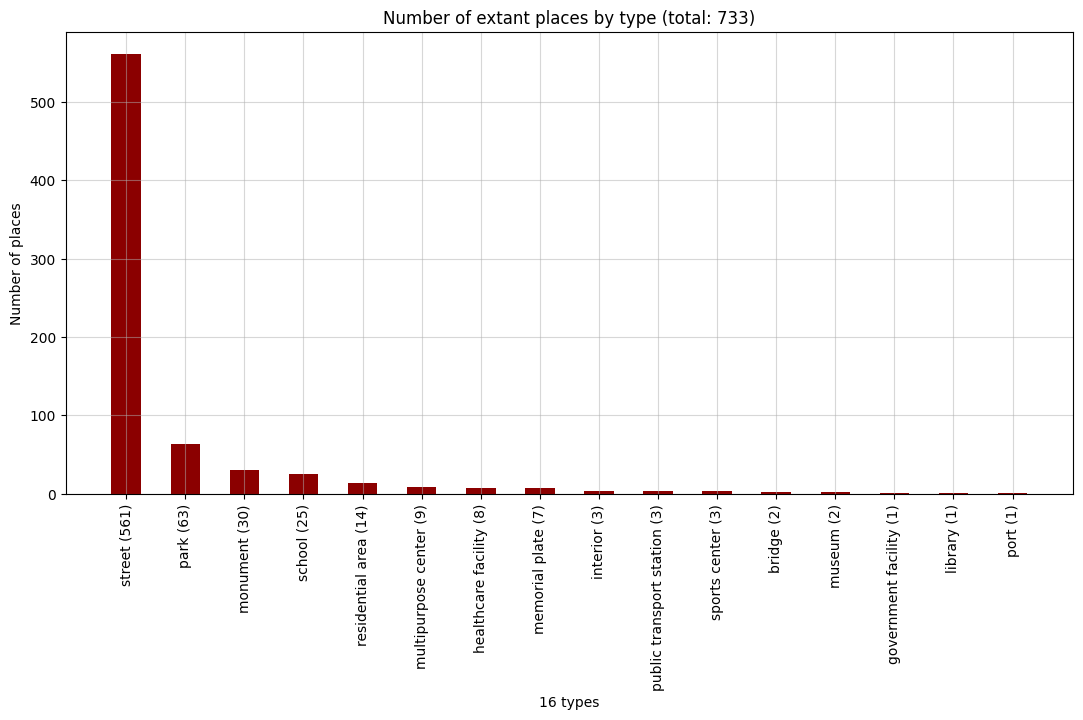 Number of extant places by type (total: 733)
Number of places
500
400
300
200
100
0
street (561)
park (63)
monument (30)
school (25)
residential area (14)
multipurpose center (9)
healthcare facility (8)
memorial plate (7)
interior (3)
public transport station (3)
sports center (3)
bridge (2)
museum (2)
government facility (1)
library (1)
port (1)
16 types